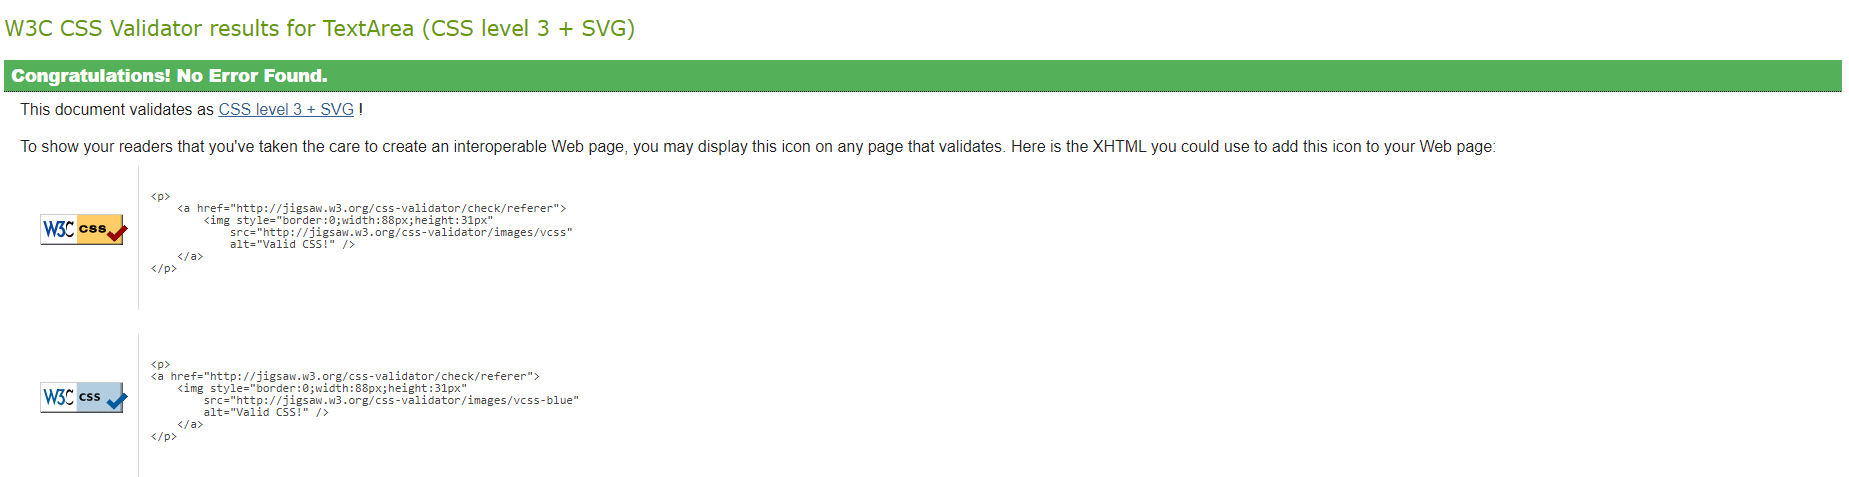 W3C CSS Validator results for TextArea (CSS level 3 + SVG)
Congratulations! No Error Found.
This document validates as CSS level 3 + SVG !
To show your readers that you've taken the care to create an interoperable Web page, you may display this icon on any page that validates. Here is the XHTML you could use to add this icon to your Web page:
W3C css
<p>
    <a href="http://jigsaw.w3.org/css-validator/check/referer">
        <img style="border:0;width:88px;height:31px"
            src="http://jigsaw.w3.org/css-validator/images/vcss"
            alt="Valid CSS!" />
    </a>
</p>
W3C css
<p>
<a href="http://jigsaw.w3.org/css-validator/check/referer">
    <img style="border:0;width:88px;height:31px"
        src="http://jigsaw.w3.org/css-validator/images/vcss-blue"
        alt="Valid CSS!" />
    </a>
</p>